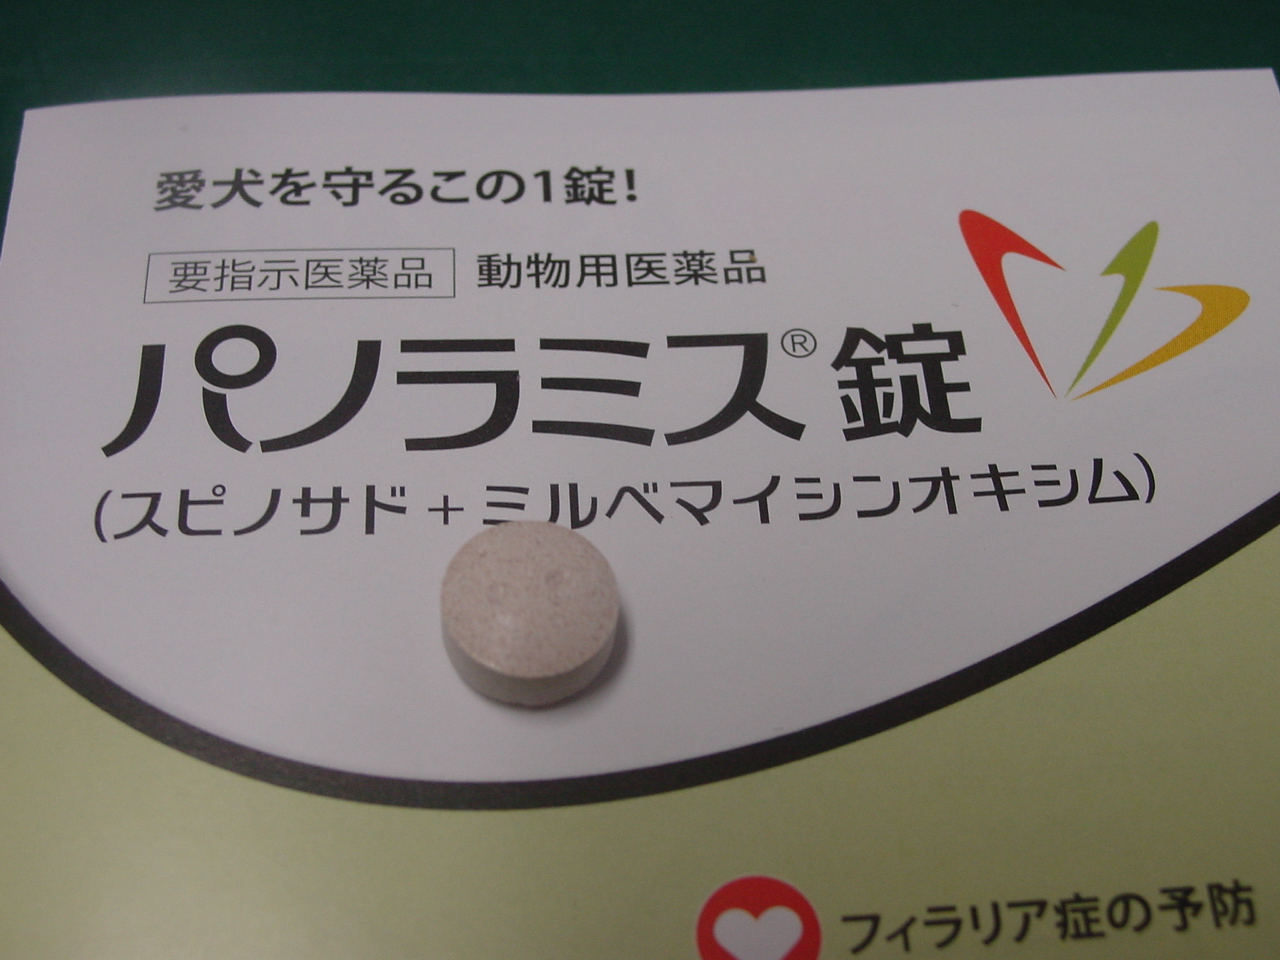 愛犬を守るこの1錠!
要指示医薬品 動物用医薬品
パノラミス®錠
(スピノサド+ミルベマイシンオキシム)
フィラリア症の予防